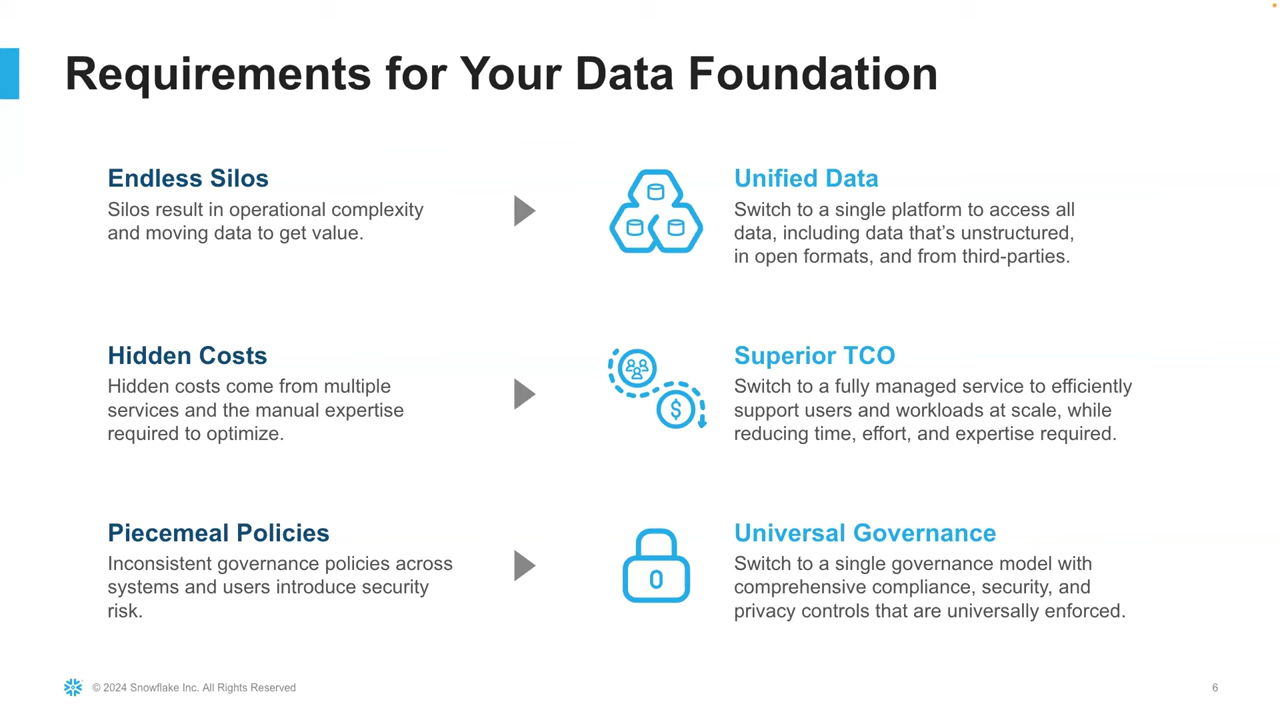 Requirements for Your Data Foundation
Endless Silos
Silos result in operational complexity
and moving data to get value.
Unified Data
Switch to a single platform to access all
data, including data that’s unstructured,
in open formats, and from third-parties.
Hidden Costs
Hidden costs come from multiple
services and the manual expertise
required to optimize.
$
Superior TCO
Switch to a fully managed service to efficiently
support users and workloads at scale, while
reducing time, effort, and expertise required.
Piecemeal Policies
Inconsistent governance policies across
systems and users introduce security
risk.
Universal Governance
Switch to a single governance model with
comprehensive compliance, security, and
privacy controls that are universally enforced.
© 2024 Snowflake Inc. All Rights Reserved
6